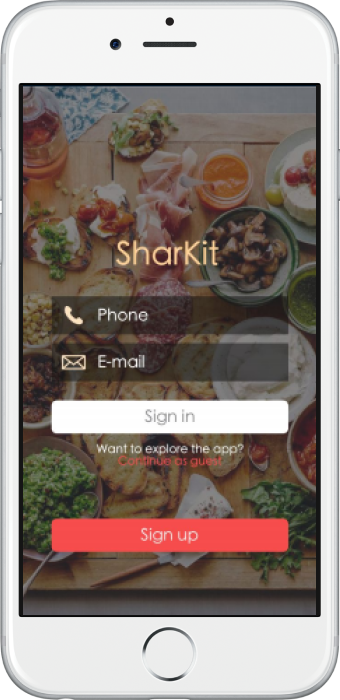 SharKit
Phone
E-mail
Sign in
Want to explore the app?
Continue as guest
Sign up